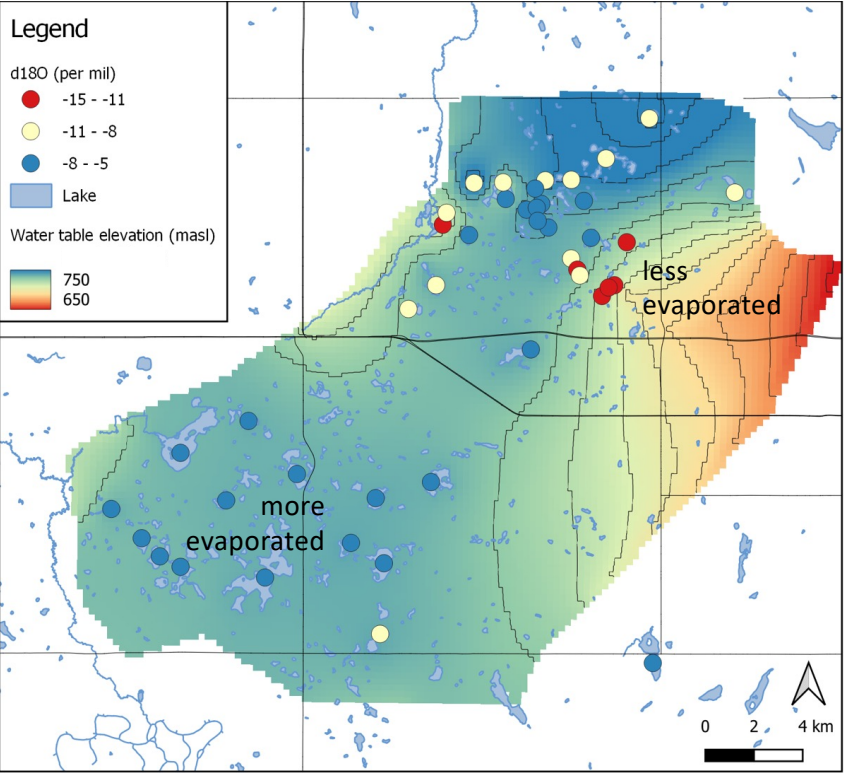 Legend
d18O (per mil)
-15 - -11
-11 - -8
-8 - -5
Lake
Water table elevation (masl)
750
650
less
evaporated
more
evaporated
0 2 4 km